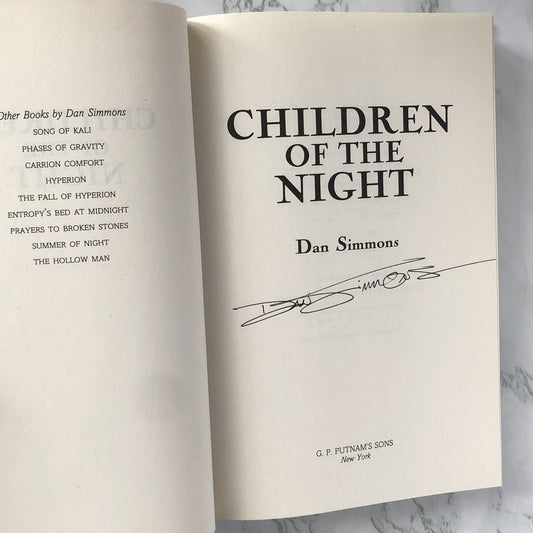 Other Books by Dan Simmons
SONG OF KALI
PHASES OF GRAVITY
CARRION COMFORT
HYPERION
THE FALL OF HYPERION
ENTROPY'S BED AT MIDNIGHT
PRAYERS TO BROKEN STONES
SUMMER OF NIGHT
THE HOLLOW MAN
CHILDREN
OF THE
NIGHT
Dan Simmons
Dan Simmons
G. P. PUTNAM'S SONS
New York